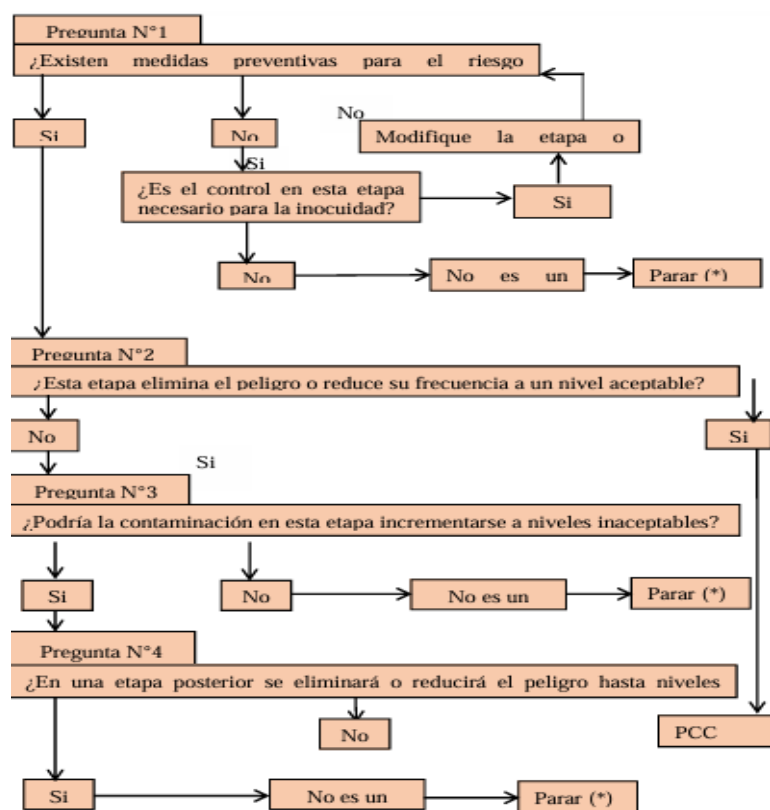 Pregunta N°1
¿Existen medidas preventivas para el riesgo
No
Si
No
Modifique la etapa o
Si
¿Es el control en esta etapa
necesario para la inocuidad?
Si
No
No es un
Parar (*)
Pregunta N°2
¿Esta etapa elimina el peligro o reduce su frecuencia a un nivel aceptable?
No
Si
Si
Pregunta N°3
¿Podría la contaminación en esta etapa incrementarse a niveles inaceptables?
Si
No
No es un
Parar (*)
Pregunta N°4
¿En una etapa posterior se eliminará o reducirá el peligro hasta niveles
No
PCC
Si
No es un
Parar (*)